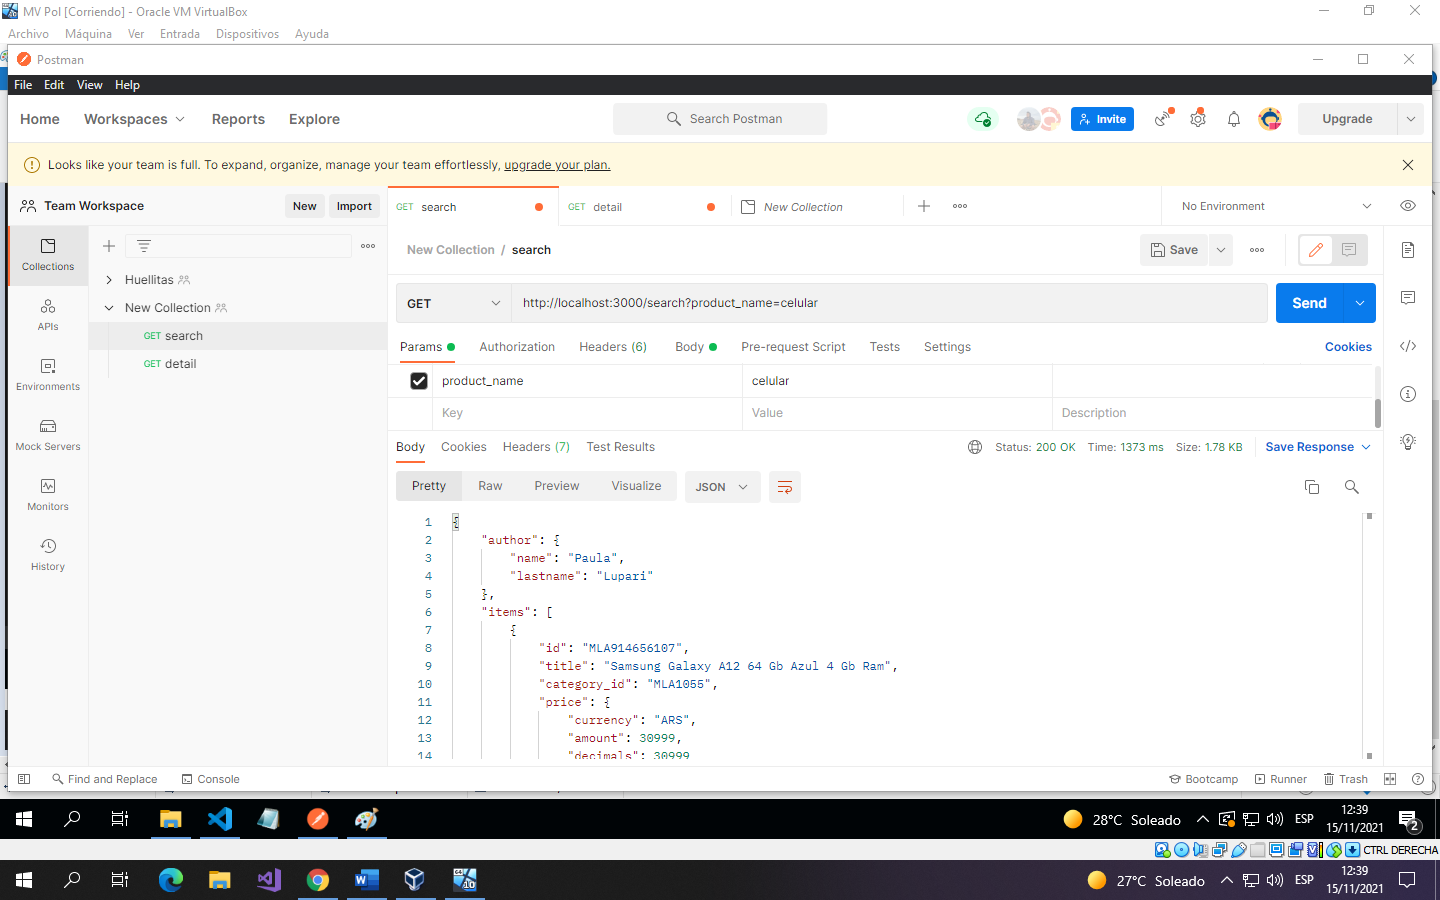 MV Pol [Corriendo] - Oracle VM VirtualBox
Archivo Máquina Ver Entrada Dispositivos Ayuda
Postman
File Edit View Help
Home Workspaces Reports Explore Search Postman Invite Upgrade
Looks like your team is full. To expand, organize, manage your team effortlessly, upgrade your plan.
Team Workspace New Import GET search GET detail New Collection No Environment
New Collection / search Save
Collections
Huellitas
New Collection
GET search
GET detail
APIs
Environments
Mock Servers
Monitors
History
GET http://localhost:3000/search?product_name=celular Send
Params Authorization Headers (6) Body Pre-request Script Tests Settings Cookies
product_name celular
Key Value Description
Body Cookies Headers (7) Test Results Status: 200 OK Time: 1373 ms Size: 1.78 KB Save Response
Pretty Raw Preview Visualize JSON
1 {
2 "author": {
3 "name": "Paula",
4 "lastname": "Lupari"
5 },
6 "items": [
7 {
8 "id": "MLA914656107",
9 "title": "Samsung Galaxy A12 64 Gb Azul 4 Gb Ram",
10 "category_id": "MLA1055",
11 "price": {
12 "currency": "ARS",
13 "amount": 30999,
14 "decimals": 30999
Find and Replace Console Bootcamp Runner Trash
28°C Soleado ESP 12:39
15/11/2021 2
CTRL DERECHA
27°C Soleado ESP 12:39
15/11/2021